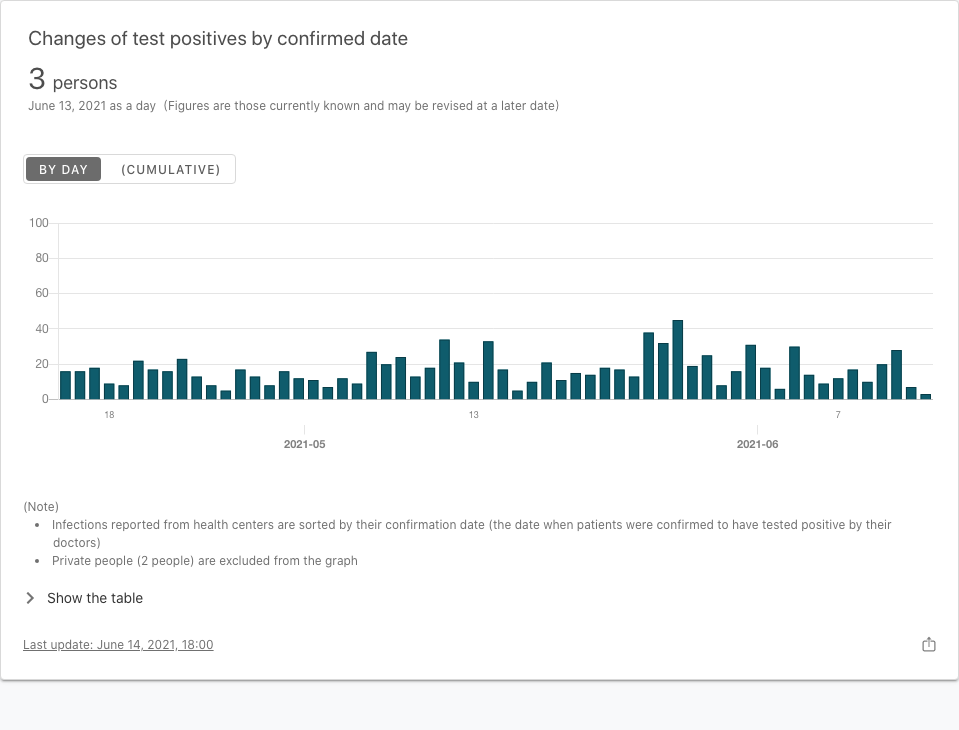 Changes of test positives by confirmed date
3 persons
June 13, 2021 as a day (Figures are those currently known and may be revised at a later date)
BY DAY (CUMULATIVE)
100
80
60
40
20
0
18 13 7
2021-05 2021-06
(Note)
• Infections reported from health centers are sorted by their confirmation date (the date when patients were confirmed to have tested positive by their
doctors)
• Private people (2 people) are excluded from the graph
Show the table
Last update: June 14, 2021, 18:00